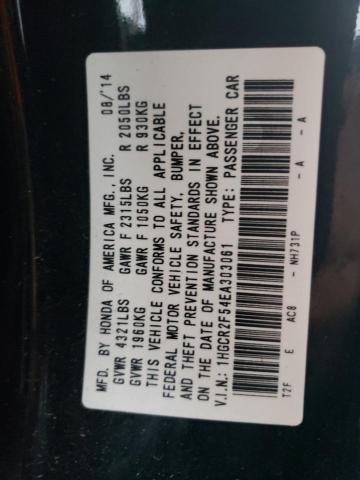 MFD. BY HONDA OF AMERICA MFG., INC. 08/'14
GVWR 4321LBS GAWR F 2315LBS R 2050LBS
GVWR 1960KG GAWR F 1050KG R 930KG
THIS VEHICLE CONFORMS TO ALL APPLICABLE
FEDERAL MOTOR VEHICLE SAFETY, BUMPER,
AND THEFT PREVENTION STANDARDS IN EFFECT
ON THE DATE OF MANUFACTURE SHOWN ABOVE.
V.I.N.: 1HGCR2F54EA303061 TYPE: PASSENGER CAR
T2F E AC8 - NH731P - A - A